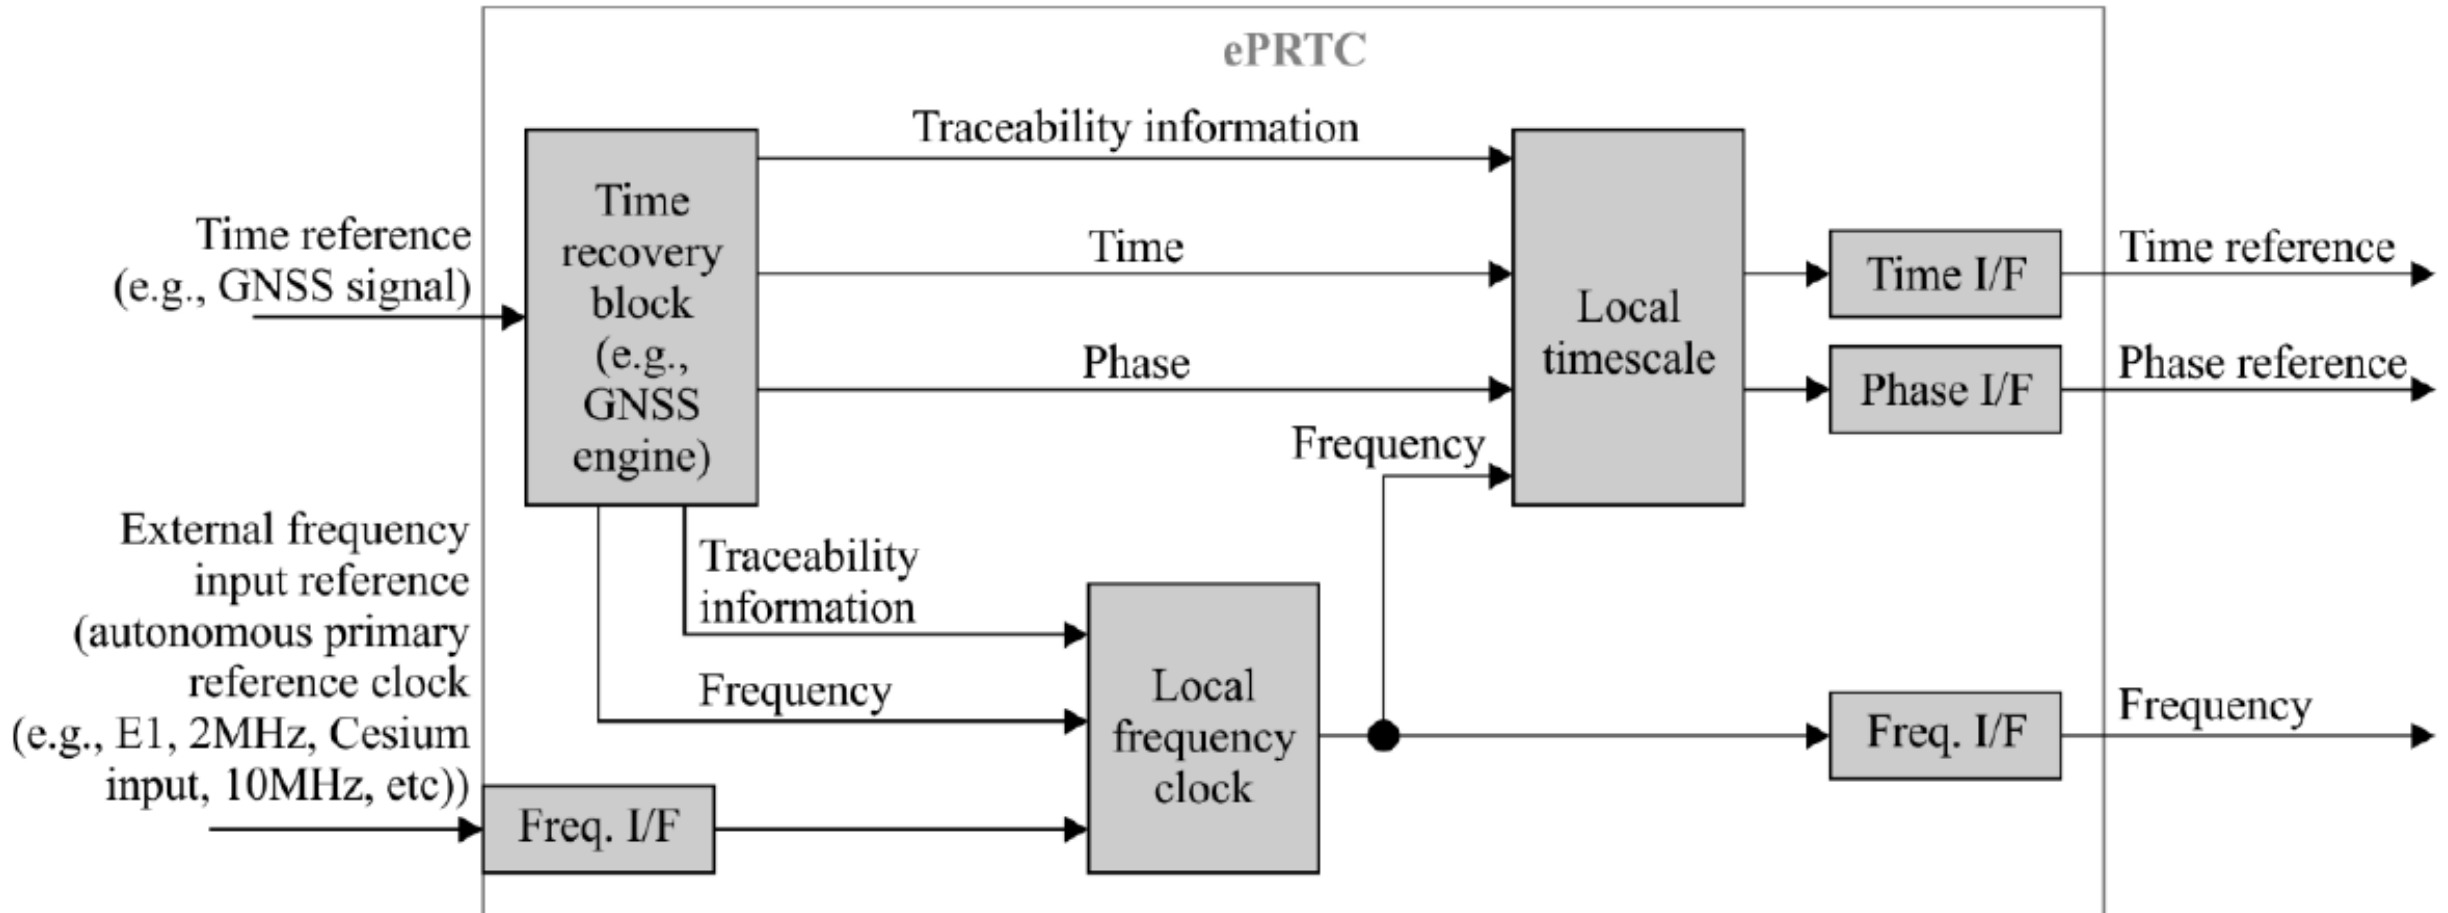 ePRTC
Traceability information
Time
recovery
block
(e.g.,
GNSS
engine)
Time reference
(e.g., GNSS signal)
Time
Phase
Frequency
Local
timescale
Time I/F
Time reference
Phase I/F
Phase reference
External frequency
input reference
(autonomous primary
reference clock
(e.g., E1, 2MHz, Cesium
input, 10MHz, etc))
Traceability
information
Frequency
Freq. I/F
Local
frequency
clock
Freq. I/F
Frequency